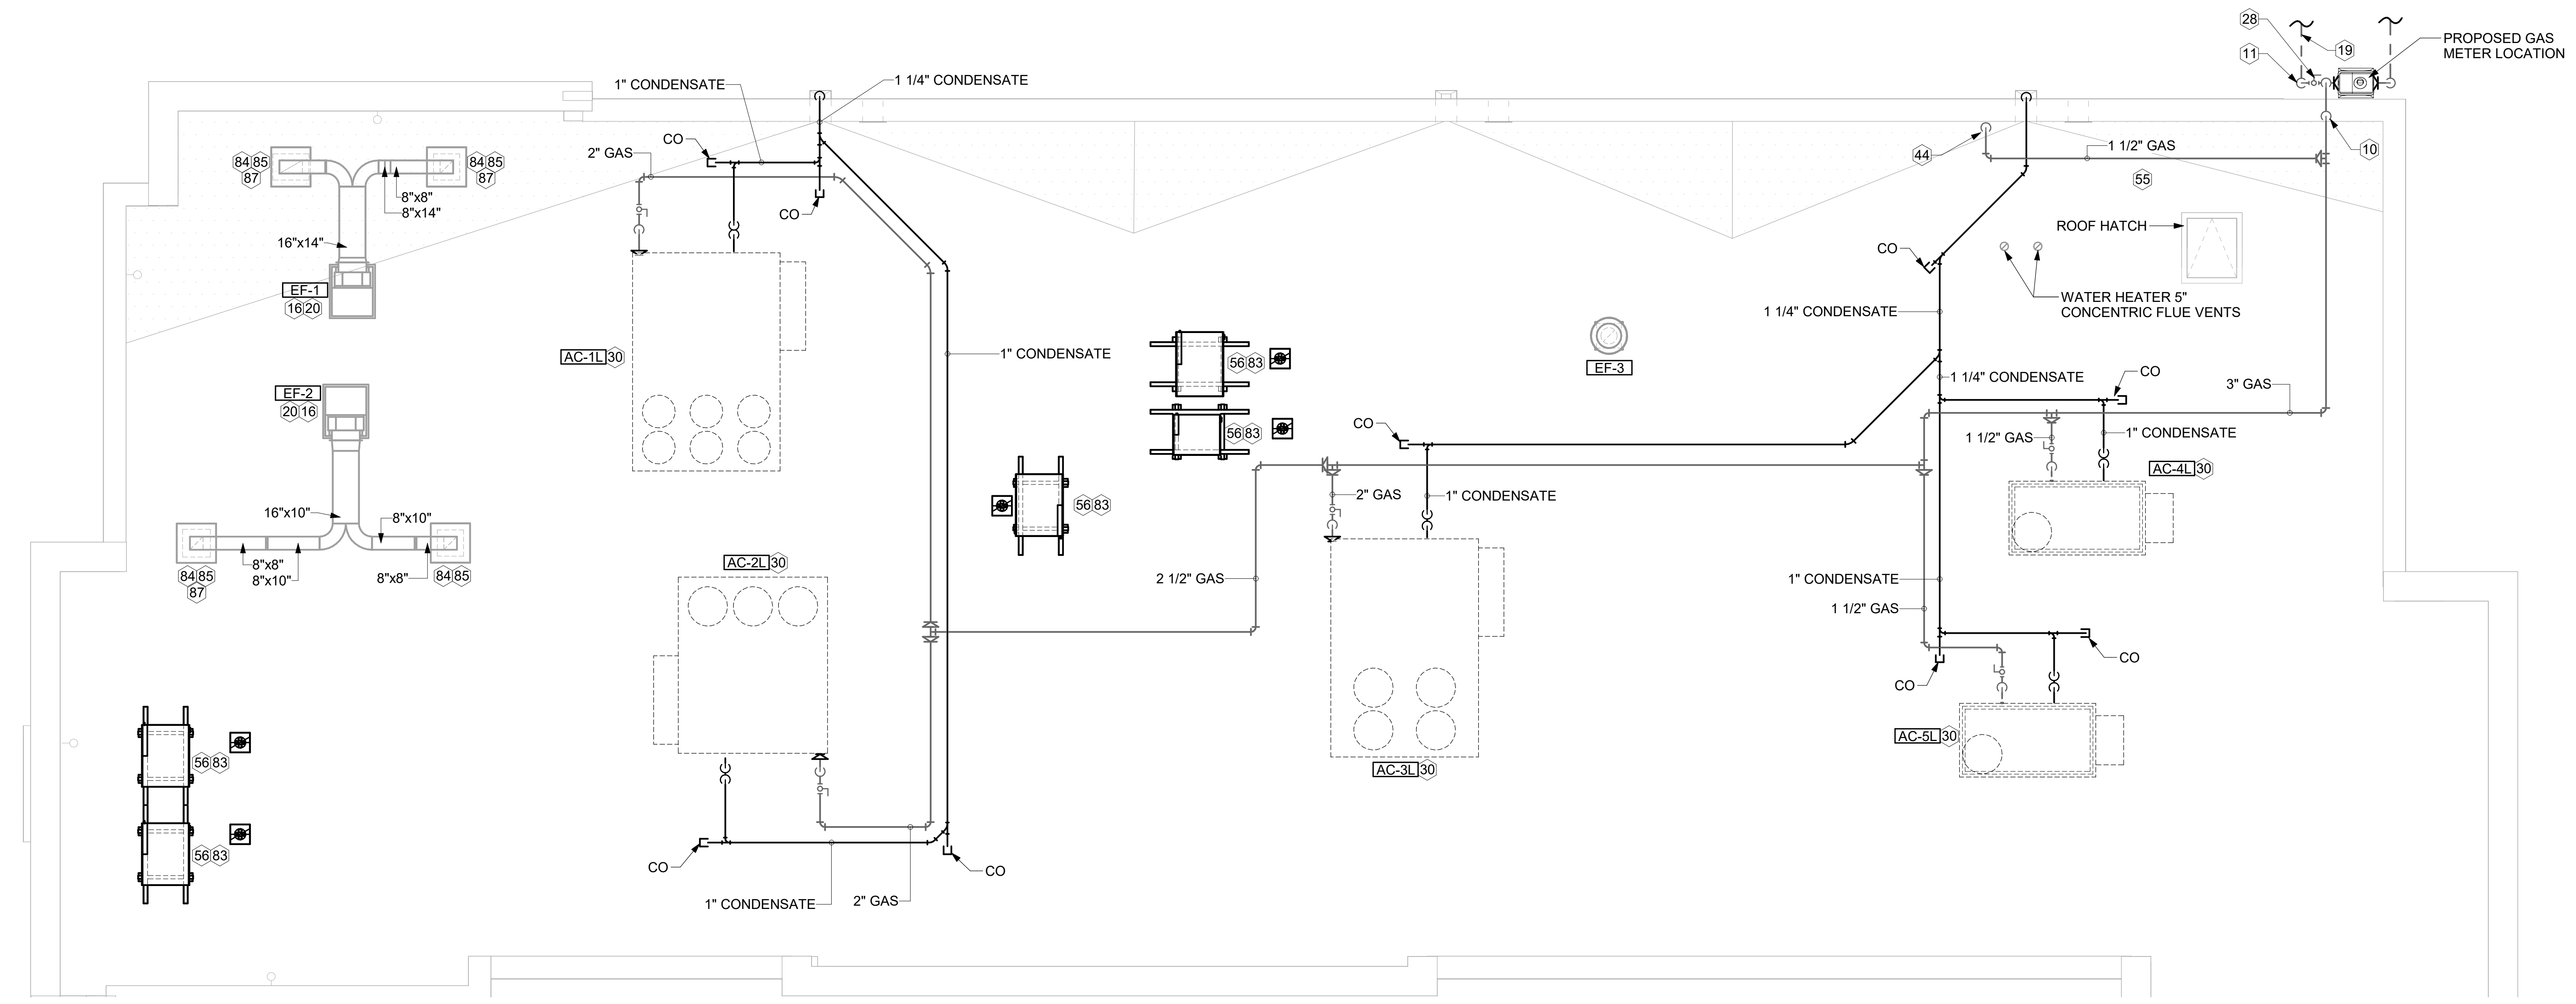 28
19
11
PROPOSED GAS
METER LOCATION
1" CONDENSATE
1 1/4" CONDENSATE
CO
2" GAS
44
1 1/2" GAS
10
84 85
87
84 85
87
8"x8"
8"x14"
55
CO
16"x14"
ROOF HATCH
CO
EF-1
16 20
WATER HEATER 5"
CONCENTRIC FLUE VENTS
1 1/4" CONDENSATE
AC-1L 30
1" CONDENSATE
56 83
EF-3
1 1/4" CONDENSATE
CO
3" GAS
EF-2
20 16
CO
56 83
1 1/2" GAS
1" CONDENSATE
AC-4L 30
2" GAS
1" CONDENSATE
56 83
16"x10"
8"x10"
AC-2L 30
8"x8"
8"x10"
8"x8"
84 85
87
84 85
2 1/2" GAS
1" CONDENSATE
1 1/2" GAS
CO
CO
AC-5L 30
56 83
AC-3L 30
56 83
CO
CO
1" CONDENSATE
2" GAS